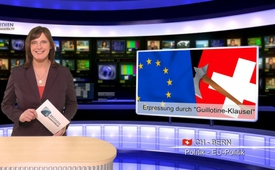 Erpressung durch "Guillotine-Klausel"
CH - BERN
Politik - EU-Politik